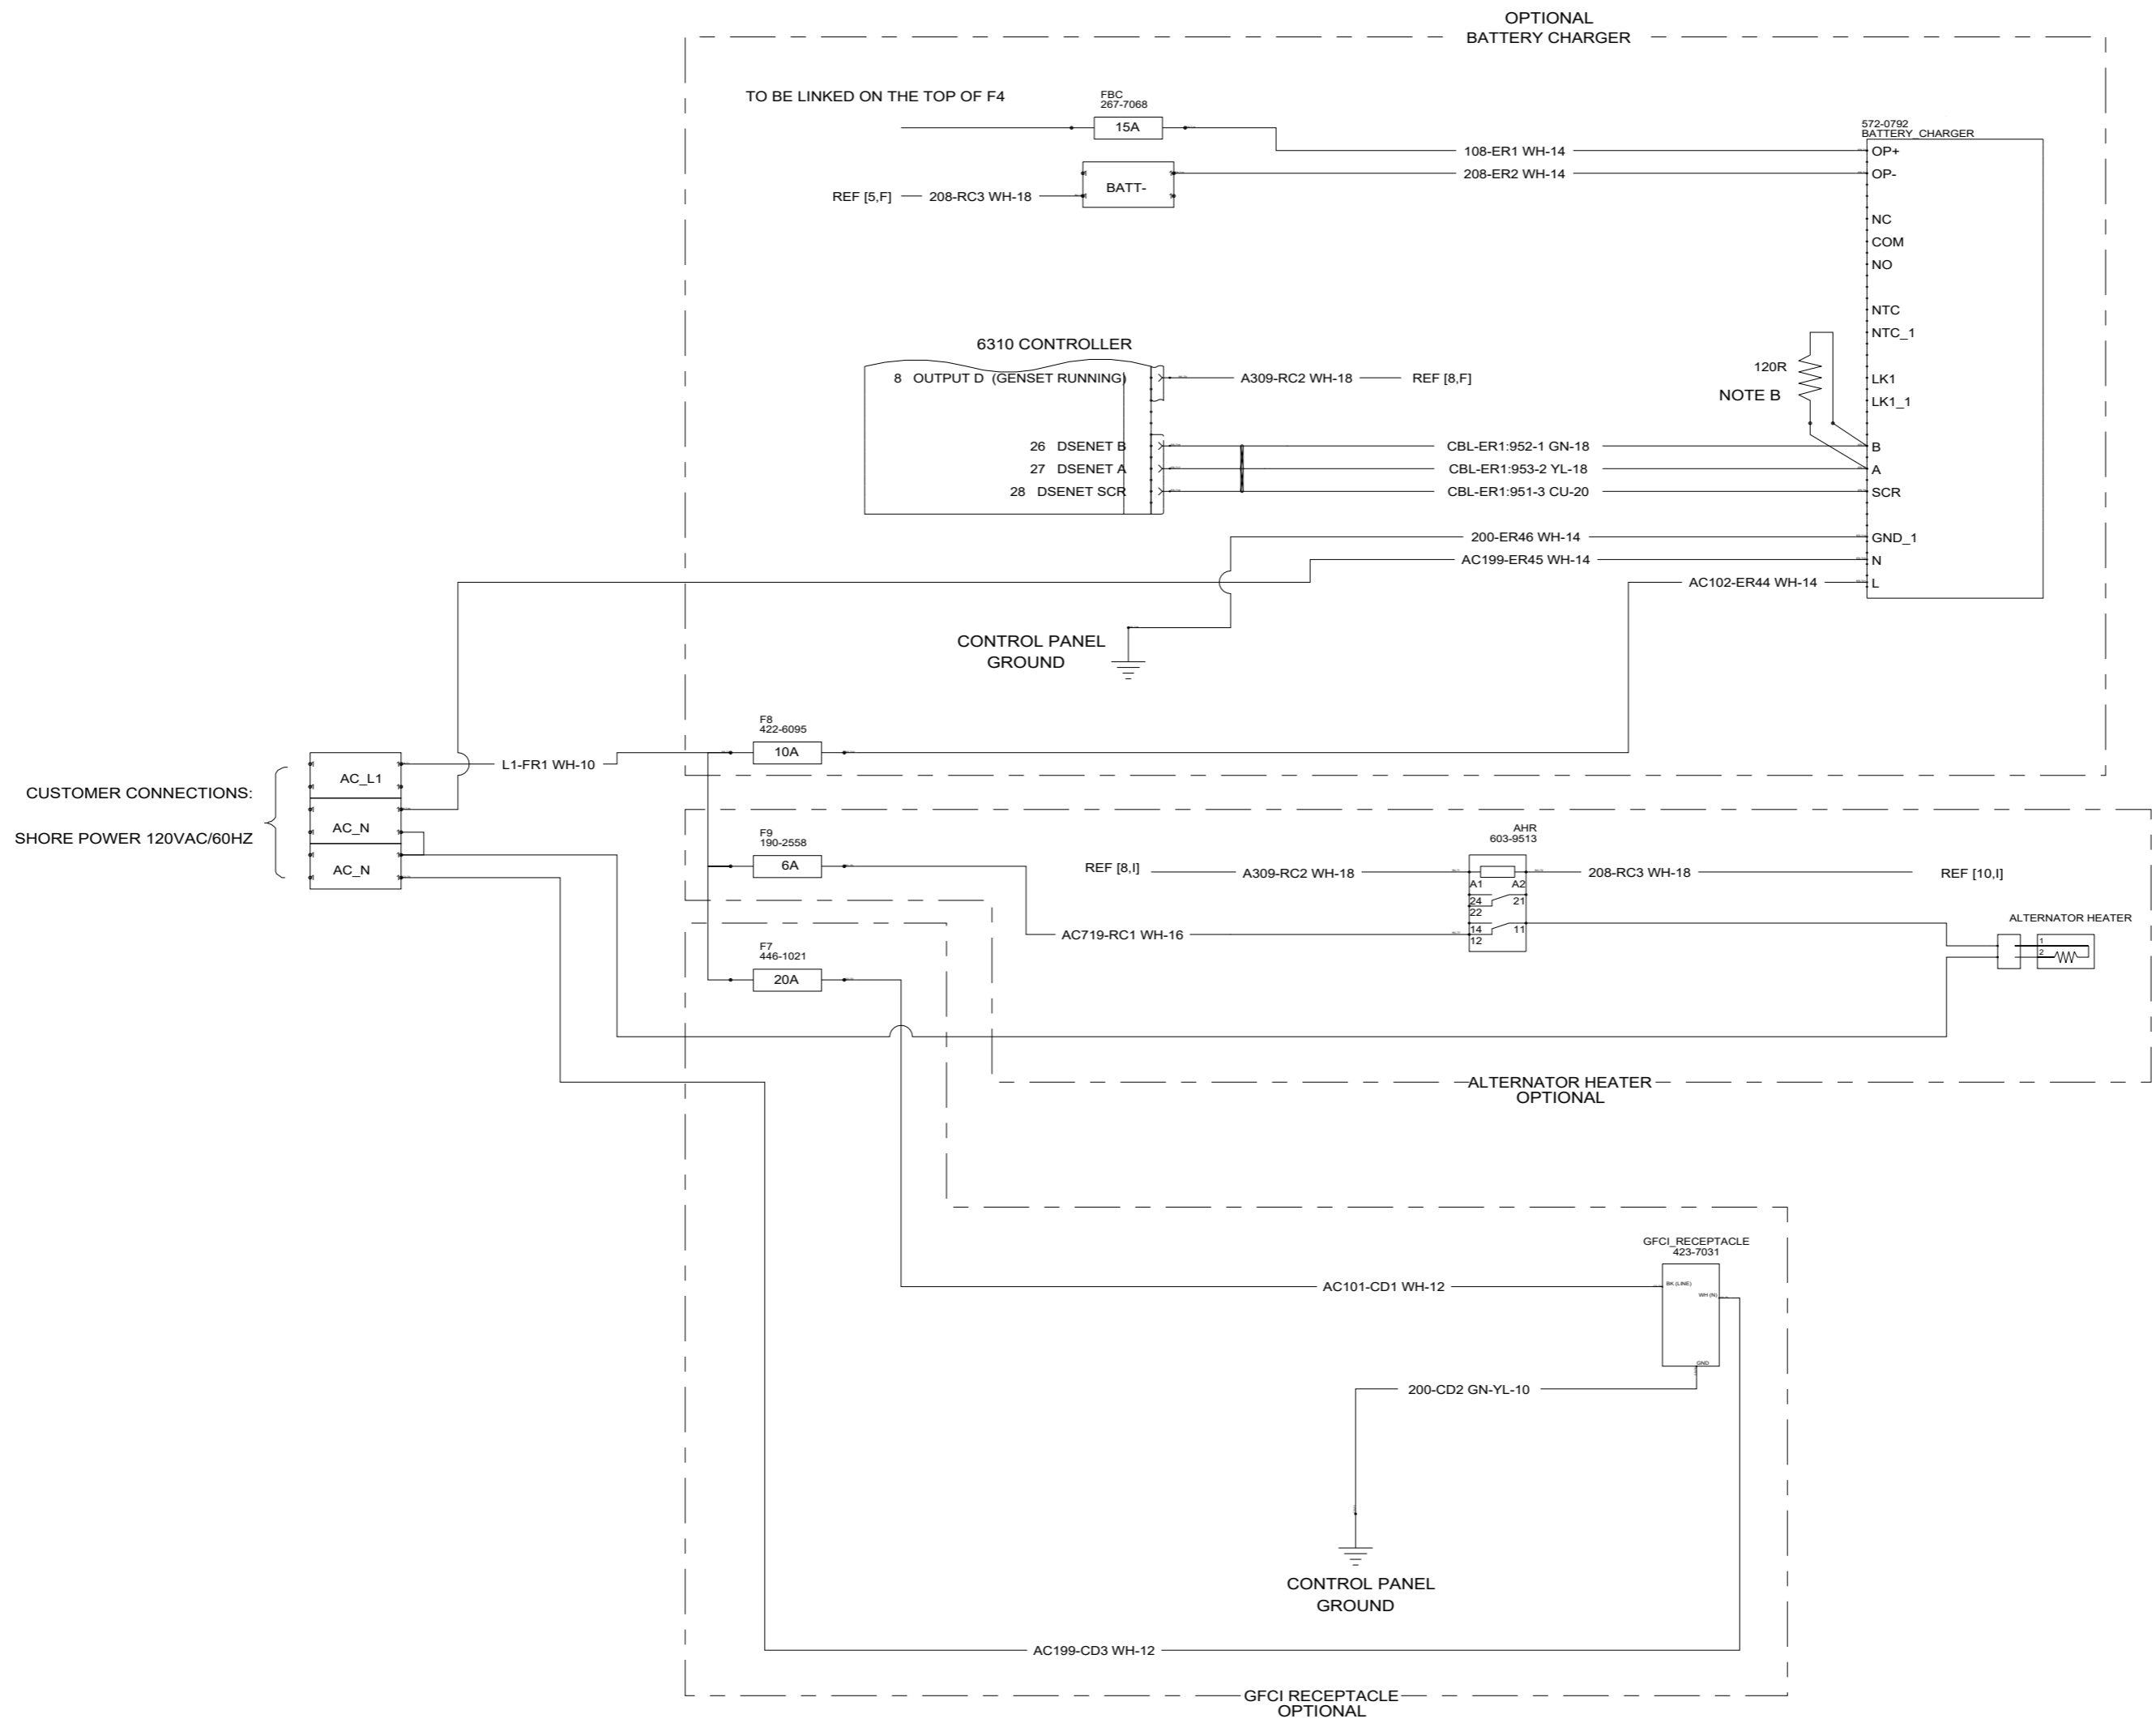 OPTIONAL
BATTERY CHARGER
TO BE LINKED ON THE TOP OF F4
FBC
267-7068
15A
572-0792
BATTERY_CHARGER
108-ER1 WH-14
OP+
BATT-
208-ER2 WH-14
OP-
REF [5,F]
208-RC3 WH-18
NC
COM
NO
NTC
NTC_1
6310 CONTROLLER
120R
NOTE B
8 OUTPUT D (GENSET RUNNING)
A309-RC2 WH-18
REF [8,F]
LK1
LK1_1
26 DSENET B
CBL-ER1:952-1 GN-18
B
27 DSENET A
CBL-ER1:953-2 YL-18
A
28 DSENET SCR
CBL-ER1:951-3 CU-20
SCR
200-ER46 WH-14
GND_1
AC199-ER45 WH-14
N
AC102-ER44 WH-14
L
CONTROL PANEL
GROUND
F8
422-6095
10A
L1-FR1 WH-10
AC_L1
CUSTOMER CONNECTIONS:
AC_N
SHORE POWER 120VAC/60HZ
AC_N
F9
190-2558
6A
AHR
603-9513
REF [8,I]
A309-RC2 WH-18
208-RC3 WH-18
REF [10,I]
A1
A2
24
21
22
14
11
12
AC719-RC1 WH-16
ALTERNATOR HEATER
1
2
F7
446-1021
20A
ALTERNATOR HEATER
OPTIONAL
GFCI_RECEPTACLE
423-7031
AC101-CD1 WH-12
BK (LINE)
WH (N)
GND
200-CD2 GN-YL-10
CONTROL PANEL
GROUND
AC199-CD3 WH-12
GFCI RECEPTACLE
OPTIONAL